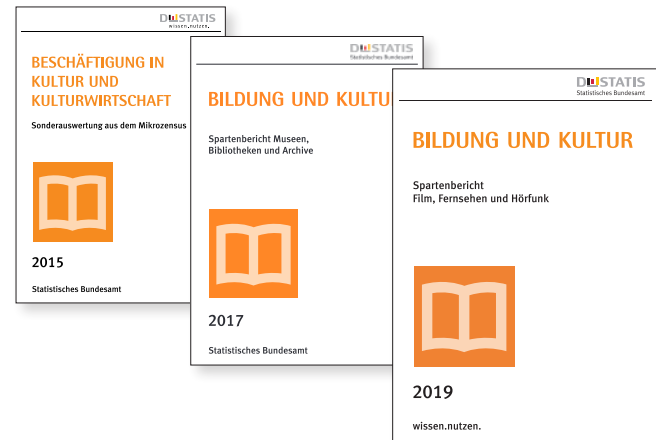 DESTATIS
wissen.nutzen.
BESCHÄFTIGUNG IN
KULTUR UND
KULTURWIRTSCHAFT
Sonderauswertung aus dem Mikrozensus
2015
Statistisches Bundesamt
DESTATIS
Statistisches Bundesamt
BILDUNG UND KULTU
Spartenbericht Museen,
Bibliotheken und Archive
2017
Statistisches Bundesamt
DESTATIS
Statistisches Bundesamt
BILDUNG UND KULTUR
Spartenbericht
Film, Fernsehen und Hörfunk
2019
wissen.nutzen.